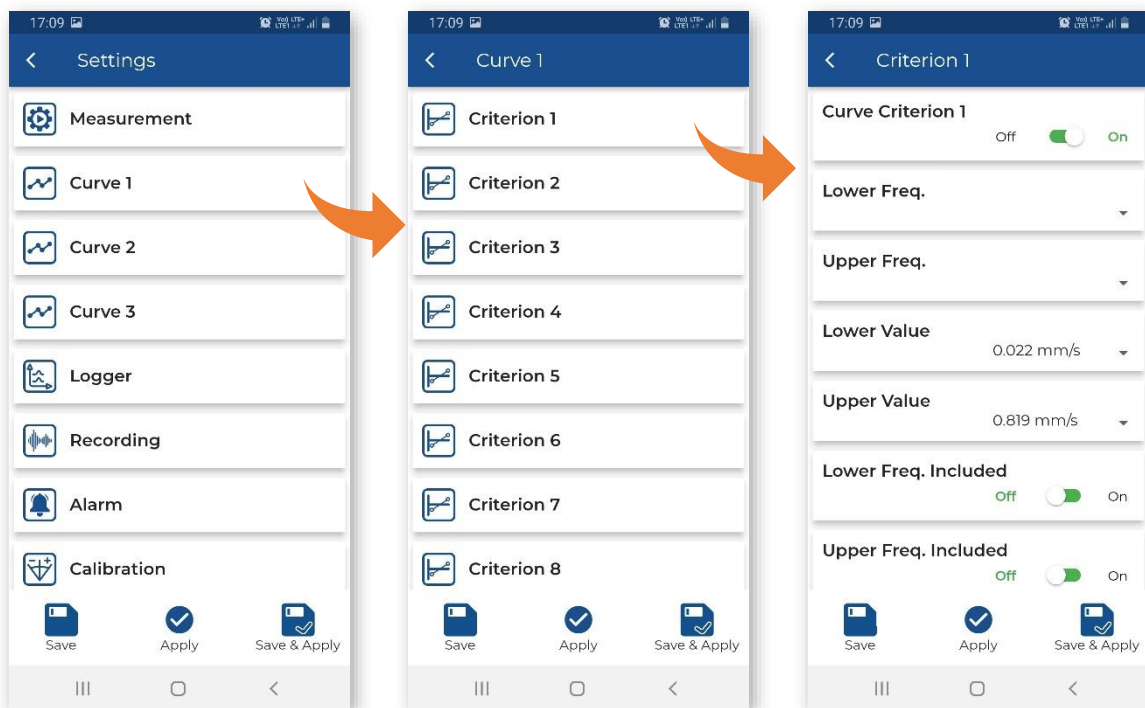 17:09
Settings
Measurement
Curve 1
Curve 2
Curve 3
Logger
Recording
Alarm
Calibration
Save Apply Save & Apply
17:09
Curve 1
Criterion 1
Criterion 2
Criterion 3
Criterion 4
Criterion 5
Criterion 6
Criterion 7
Criterion 8
Save Apply Save & Apply
17:09
Criterion 1
Curve Criterion 1
Off On
Lower Freq.
Upper Freq.
Lower Value
0.022 mm/s
Upper Value
0.819 mm/s
Lower Freq. Included
Off On
Upper Freq. Included
Off On
Save Apply Save & Apply